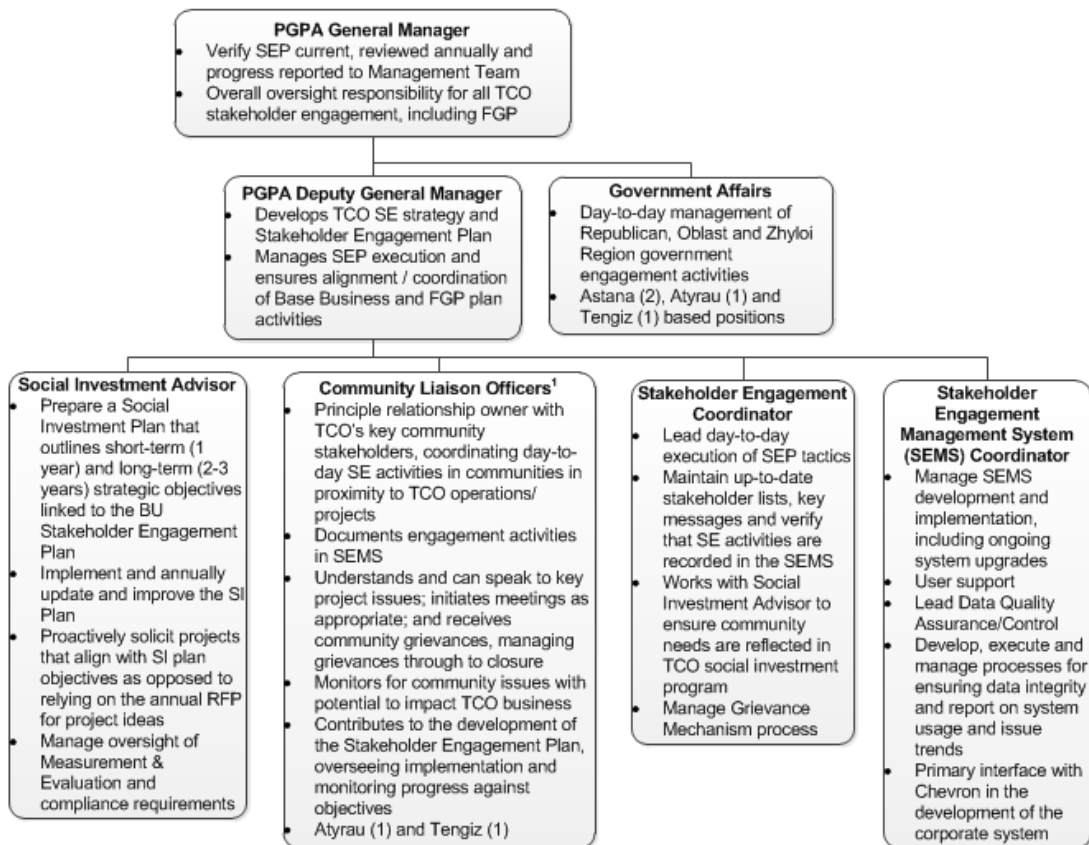 PGPA General Manager
• Verify SEP current, reviewed annually and
progress reported to Management Team
• Overall oversight responsibility for all TCO
stakeholder engagement, including FGP
PGPA Deputy General Manager
• Develops TCO SE strategy and
Stakeholder Engagement Plan
• Manages SEP execution and
ensures alignment / coordination
of Base Business and FGP plan
activities
Government Affairs
• Day-to-day management of
Republican, Oblast and Zhyloi
Region government
engagement activities
• Astana (2), Atyrau (1) and
Tengiz (1) based positions
Social Investment Advisor
• Prepare a Social
Investment Plan that
outlines short-term (1
year) and long-term (2-3
years) strategic objectives
linked to the BU
Stakeholder Engagement
Plan
• Implement and annually
update and improve the SI
Plan
• Proactively solicit projects
that align with SI plan
objectives as opposed to
relying on the annual RFP
for project ideas
• Manage oversight of
Measurement &
Evaluation and
compliance requirements
Community Liaison Officers¹
• Principle relationship owner with
TCO's key community
stakeholders, coordinating day-to-
day SE activities in communities in
proximity to TCO operations/
projects
• Documents engagement activities
in SEMS
• Understands and can speak to key
project issues; initiates meetings as
appropriate; and receives
community grievances, managing
grievances through to closure
• Monitors for community issues with
potential to impact TCO business
• Contributes to the development of
the Stakeholder Engagement Plan,
overseeing implementation and
monitoring progress against
objectives
• Atyrau (1) and Tengiz (1)
Stakeholder Engagement
Coordinator
• Lead day-to-day
execution of SEP tactics
• Maintain up-to-date
stakeholder lists, key
messages and verify
that SE activities are
recorded in the SEMS
• Works with Social
Investment Advisor to
ensure community
needs are reflected in
TCO social investment
program
• Manage Grievance
Mechanism process
Stakeholder
Engagement
Management System
(SEMS) Coordinator
• Manage SEMS
development and
implementation,
including ongoing
system upgrades
• User support
• Lead Data Quality
Assurance/Control
• Develop, execute and
manage processes for
ensuring data integrity
and report on system
usage and issue
trends
• Primary interface with
Chevron in the
development of the
corporate system